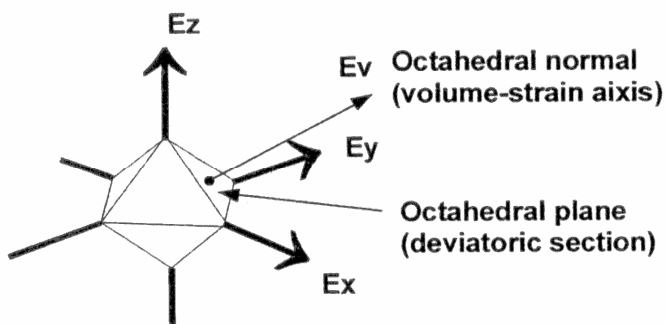 Ez
Ev
Octahedral normal
(volume-strain aixis)
Ey
Octahedral plane
(deviatoric section)
Ex